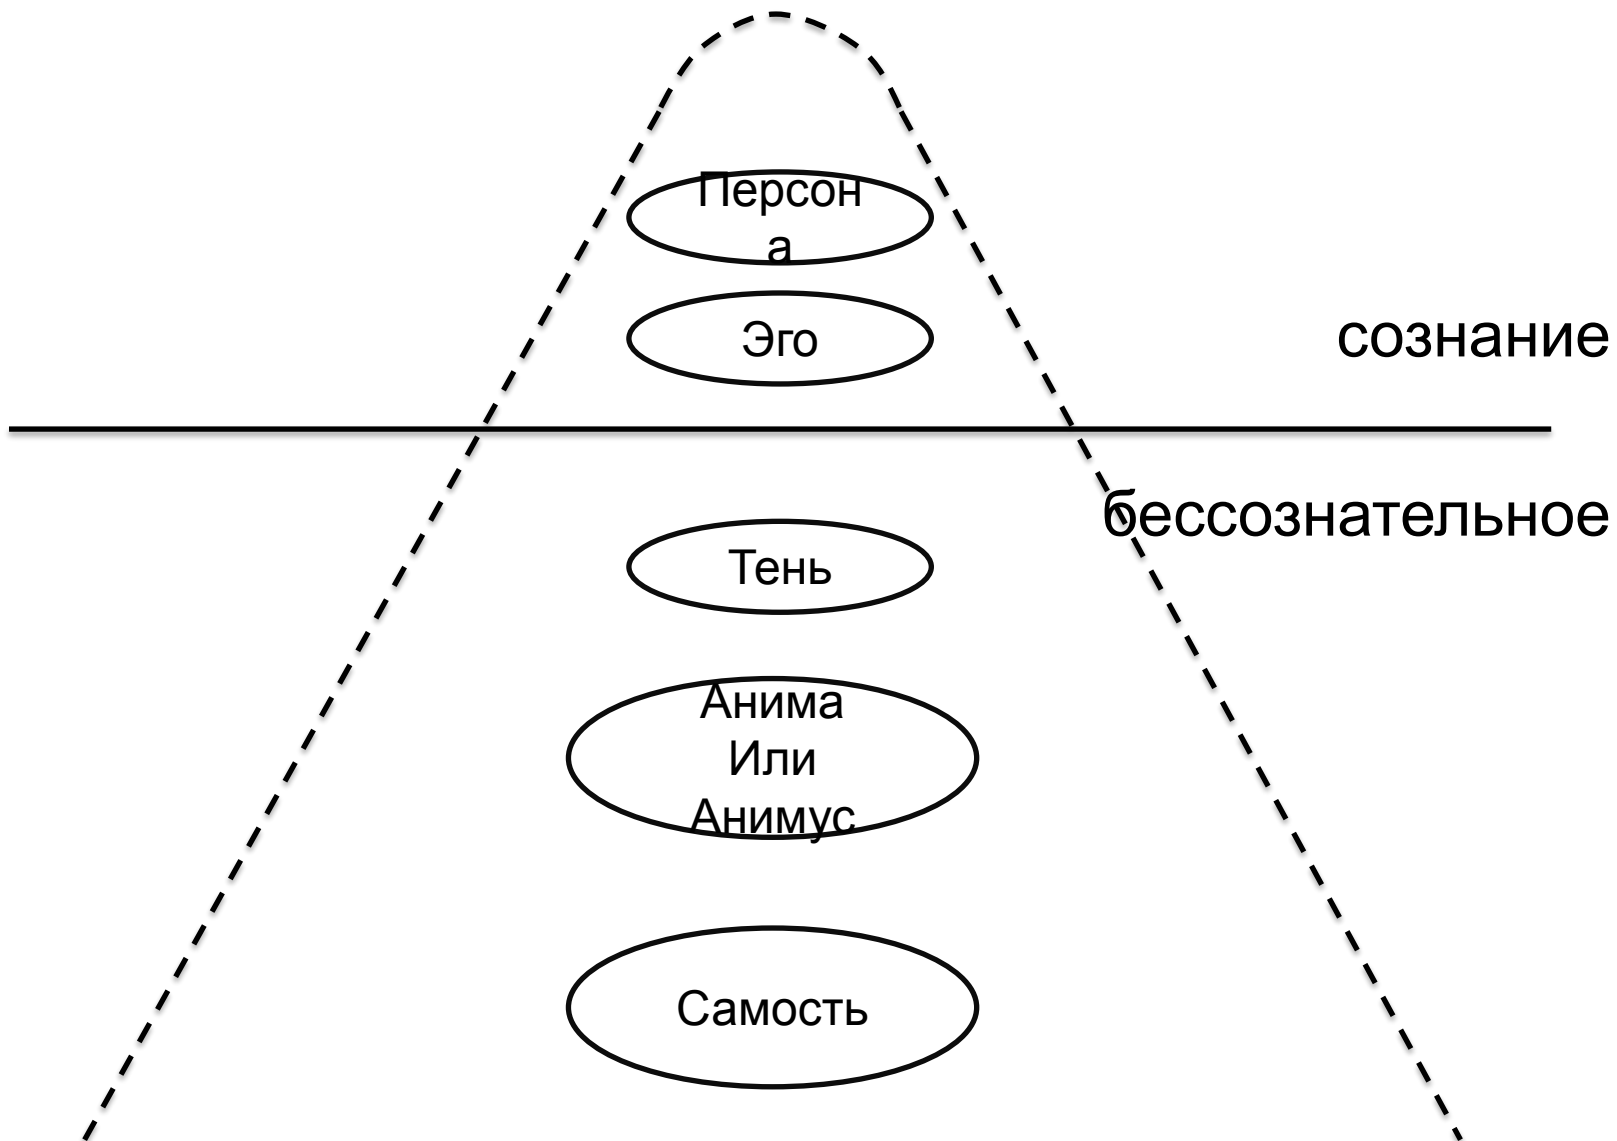 Персон
а
Эго
сознание
бессознательное
Тень
Анима
Или
Анимус
Самость